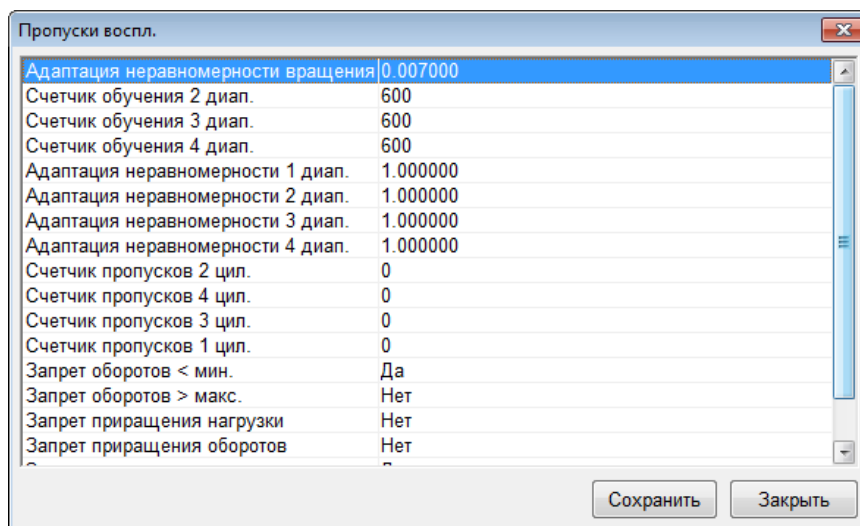 Пропуски воспл.
Адаптация неравномерности вращения 0.007000
Счетчик обучения 2 диап. 600
Счетчик обучения 3 диап. 600
Счетчик обучения 4 диап. 600
Адаптация неравномерности 1 диап. 1.000000
Адаптация неравномерности 2 диап. 1.000000
Адаптация неравномерности 3 диап. 1.000000
Адаптация неравномерности 4 диап. 1.000000
Счетчик пропусков 2 цил. 0
Счетчик пропусков 4 цил. 0
Счетчик пропусков 3 цил. 0
Счетчик пропусков 1 цил. 0
Запрет оборотов < мин. Да
Запрет оборотов > макс. Нет
Запрет приращения нагрузки Нет
Запрет приращения оборотов Нет
Сохранить Закрыть